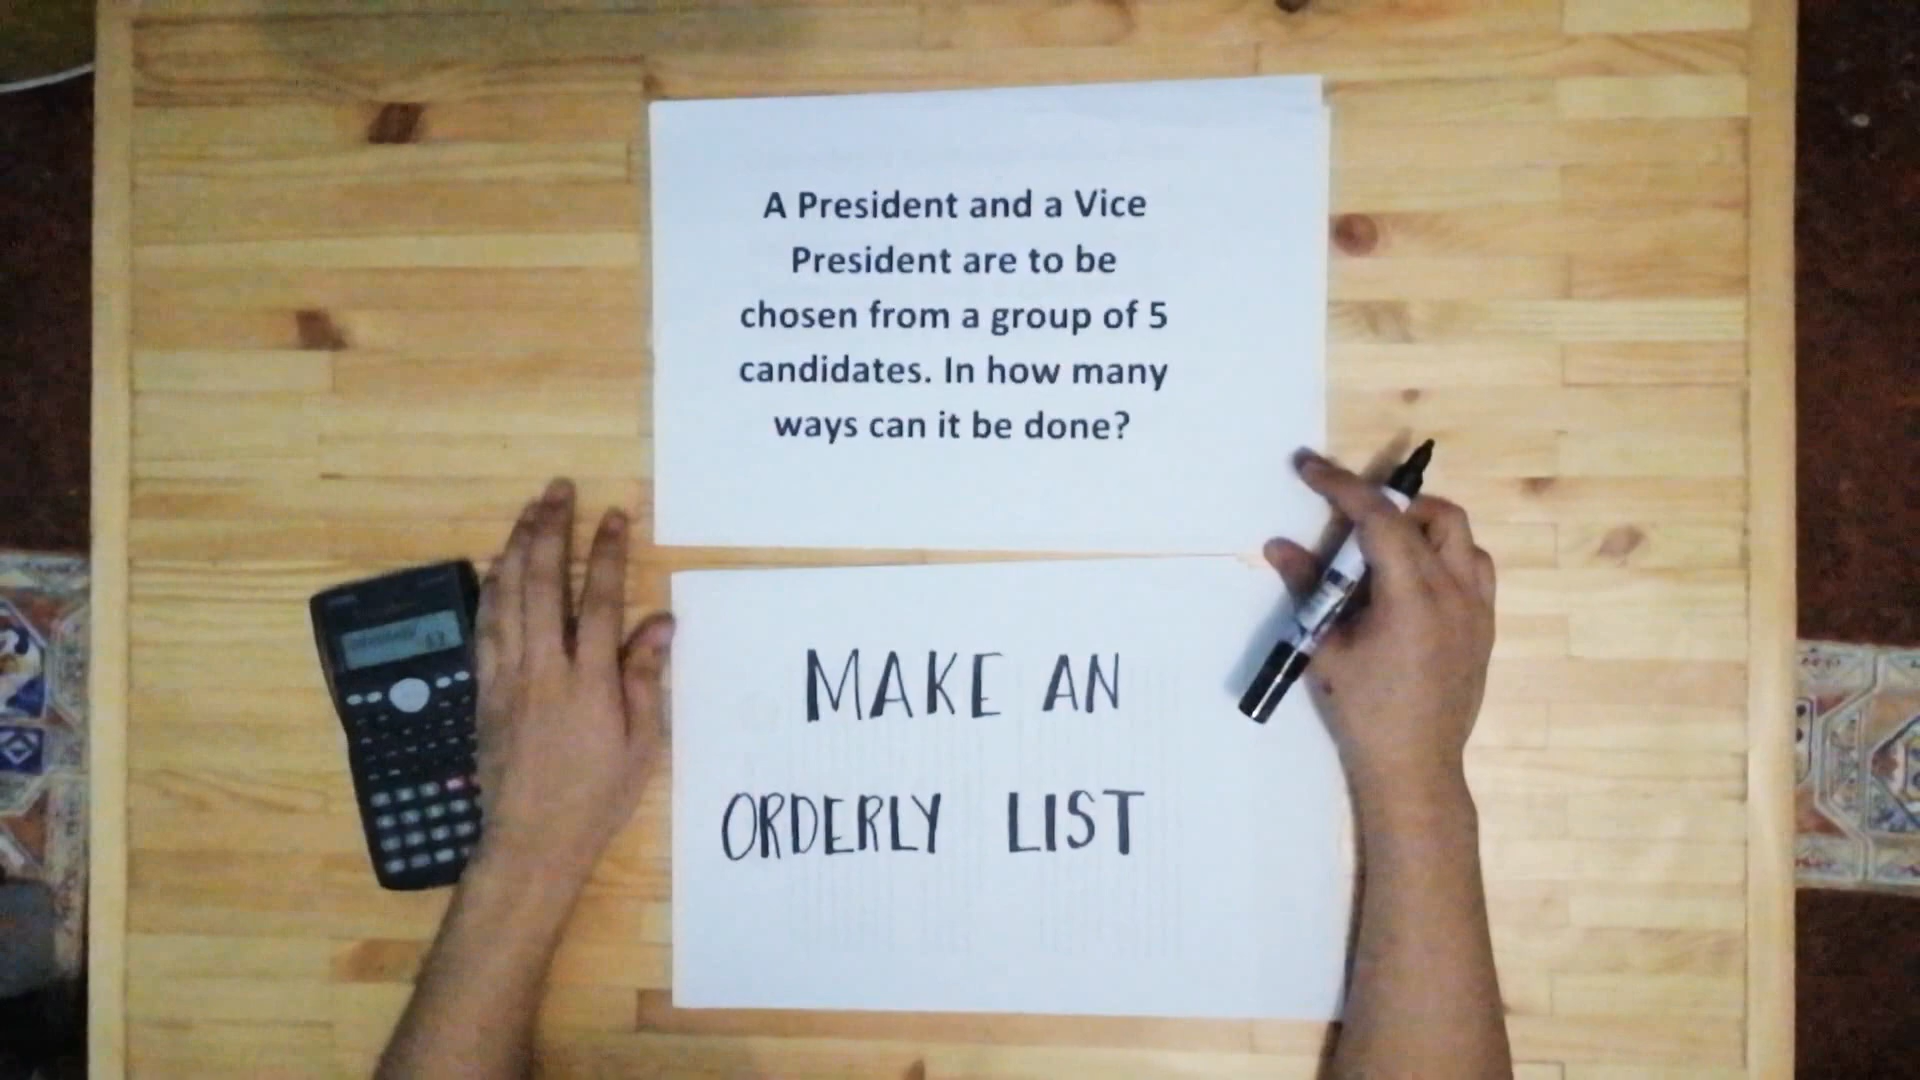 A President and a Vice
President are to be
chosen from a group of 5
candidates. In how many
ways can it be done?
MAKE AN
ORDERLY LIST